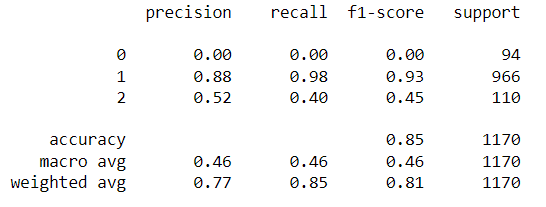 precision recall f1-score support
0 0.00 0.00 0.00 94
1 0.88 0.98 0.93 966
2 0.52 0.40 0.45 110
accuracy 0.85 1170
macro avg 0.46 0.46 0.46 1170
weighted avg 0.77 0.85 0.81 1170